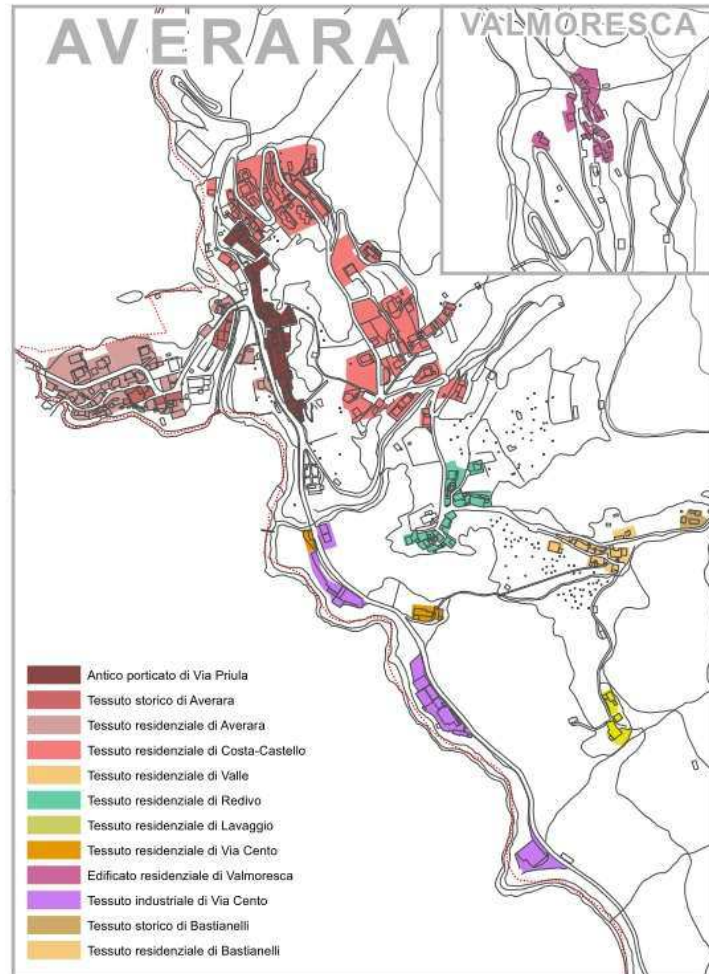 AVERARA
VALMORESCA
Antico porticato di Via Priula
Tessuto storico di Averara
Tessuto residenziale di Averara
Tessuto residenziale di Costa-Castello
Tessuto residenziale di Valle
Tessuto residenziale di Redivo
Tessuto residenziale di Lavaggio
Tessuto residenziale di Via Cento
Edificato residenziale di Valmoresca
Tessuto industriale di Via Cento
Tessuto storico di Bastianelli
Tessuto residenziale di Bastianelli